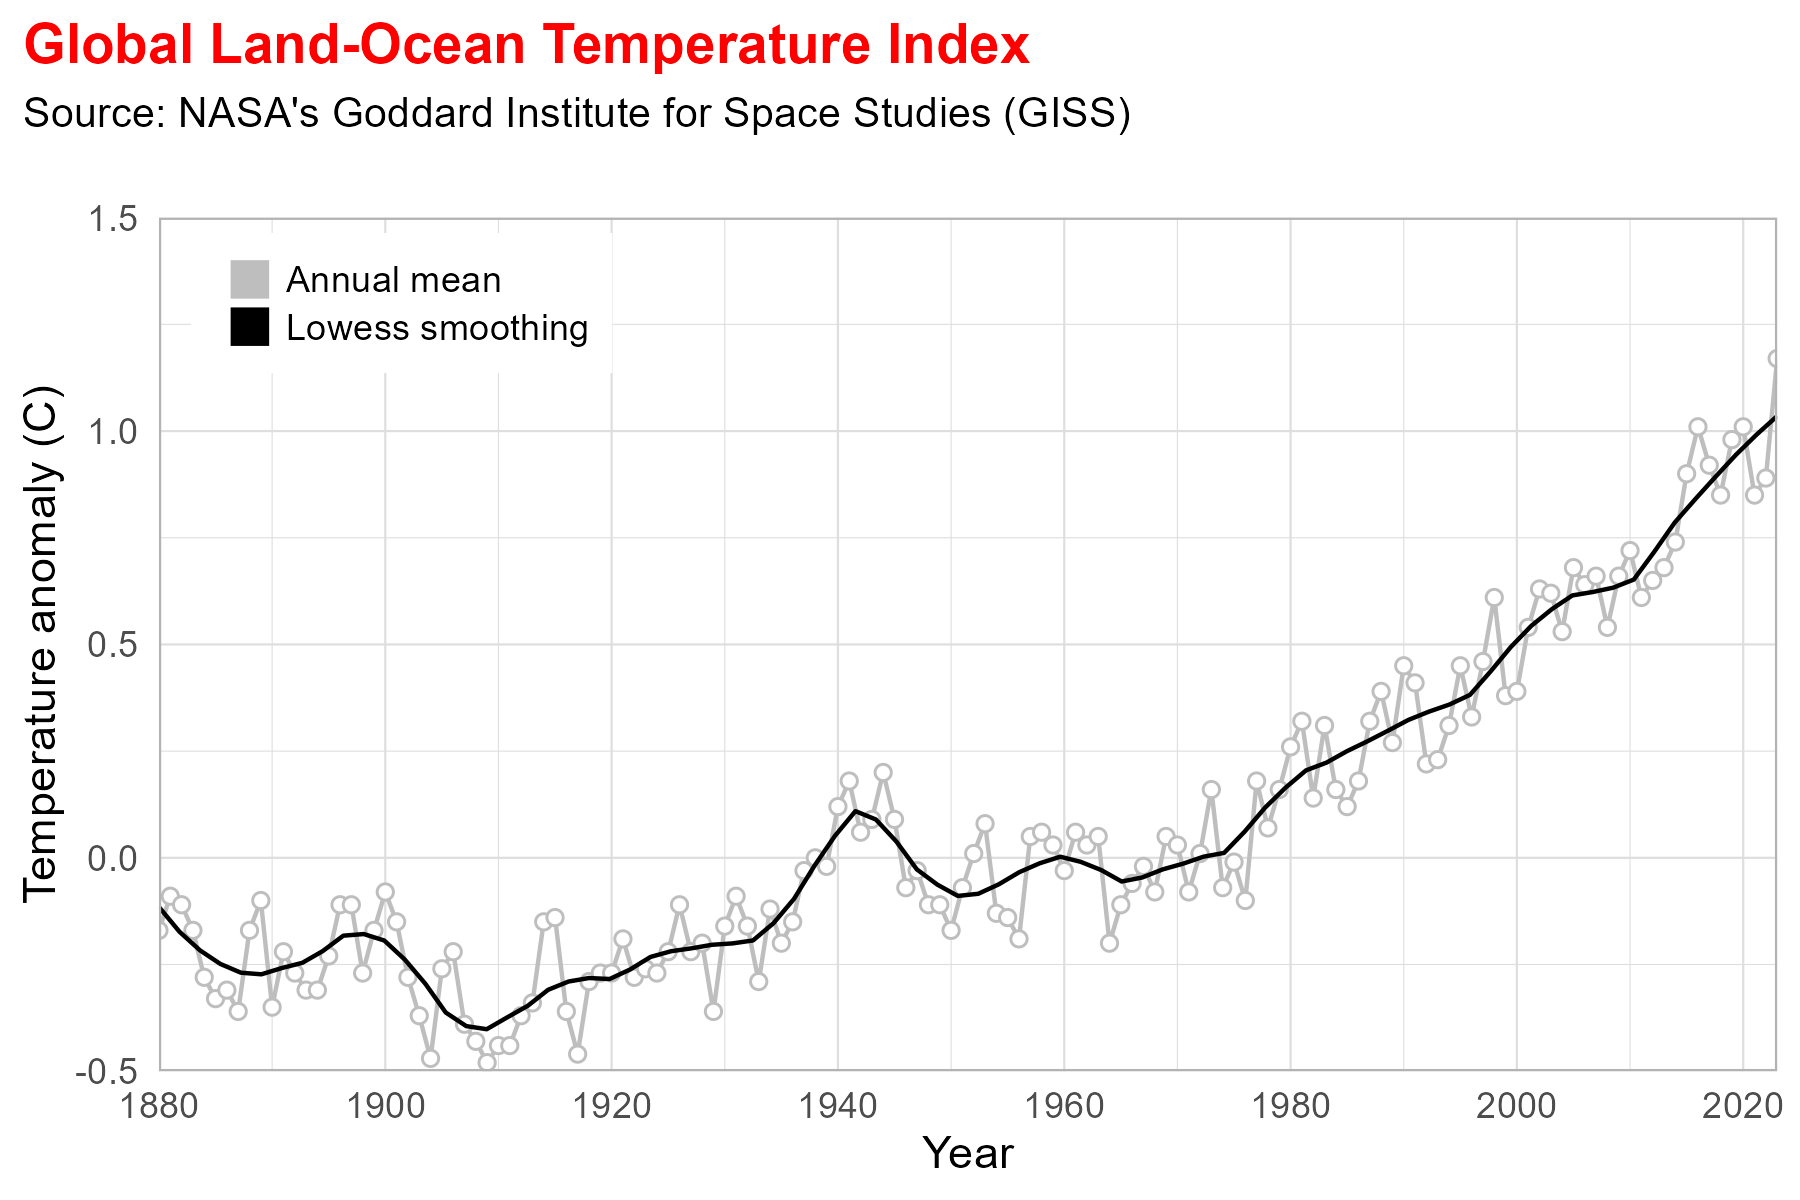 Global Land-Ocean Temperature Index
Source: NASA's Goddard Institute for Space Studies (GISS)
1.5
1.0
0.5
0.0
-0.5
Temperature anomaly (C)
Annual mean
Lowess smoothing
1880 1900 1920 1940 1960 1980 2000 2020
Year